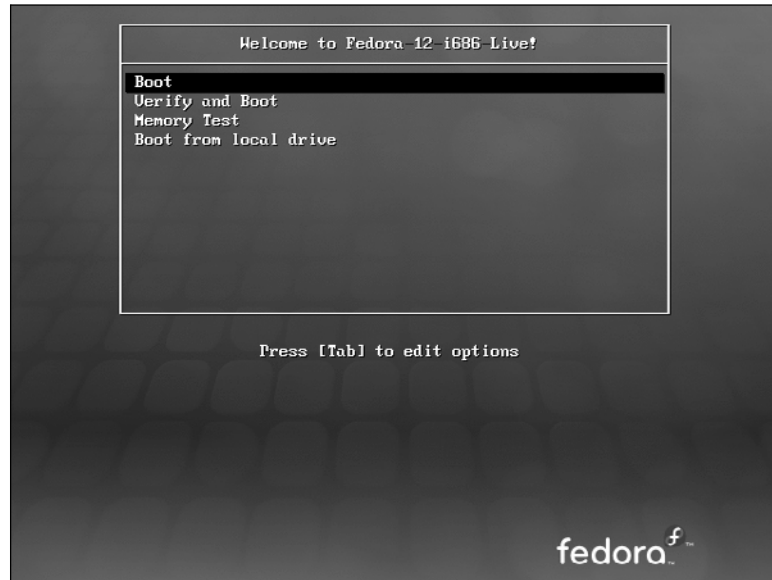 Welcome to Fedora-12-i686-Live!
Boot
Verify and Boot
Memory Test
Boot from local drive
Press [Tab] to edit options
fedora™